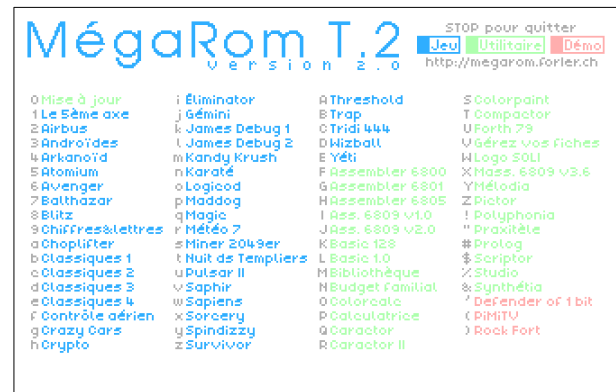 MégaRom T.2
version 2.0
STOP pour quitter
Jeu Utilitaire Démo
http://megarom.forler.ch
0 Mise à jour
1 Le 5ème axe
2 Airbus
3 Androïdes
4 Arkanoïd
5 Atomium
6 Avenger
7 Balthazar
8 Blitz
9 Chiffres&lettres
a Choplifter
b Classiques 1
c Classiques 2
d Classiques 3
e Classiques 4
f Contrôle aérien
g Crazy Cars
h Crypto
i Éliminator
j Gémini
k James Debug 1
l James Debug 2
m Kandy Krush
n Karaté
o Logicod
p Maddog
q Magic
r Météo 7
s Miner 2049er
t Nuit ds Templiers
u Pulsar II
v Saphir
w Sapiens
x Sorcery
y Spindizzy
z Survivor
A Threshold
B Trap
C Tridi 444
D Wizball
E Yéti
F Assembler 6800
G Assembler 6801
H Assembler 6805
I Ass. 6809 v1.0
J Ass. 6809 v2.0
K Basic 128
L Basic 1.0
M Bibliothèque
N Budget familial
O Colorcalc
P Calculatrice
Q Caractor
R Caractor II
S Colorpaint
T Compactor
U Forth 79
V Gérez vos fiches
W Logo SOLI
X Mass. 6809 v3.6
Y Mélodia
Z Pictor
! Polyphonia
" Praxitèle
# Prolog
$ Scriptor
% Studio
& Synthétia
' Defender of 1 bit
( PiMiTV
) Rock Fort